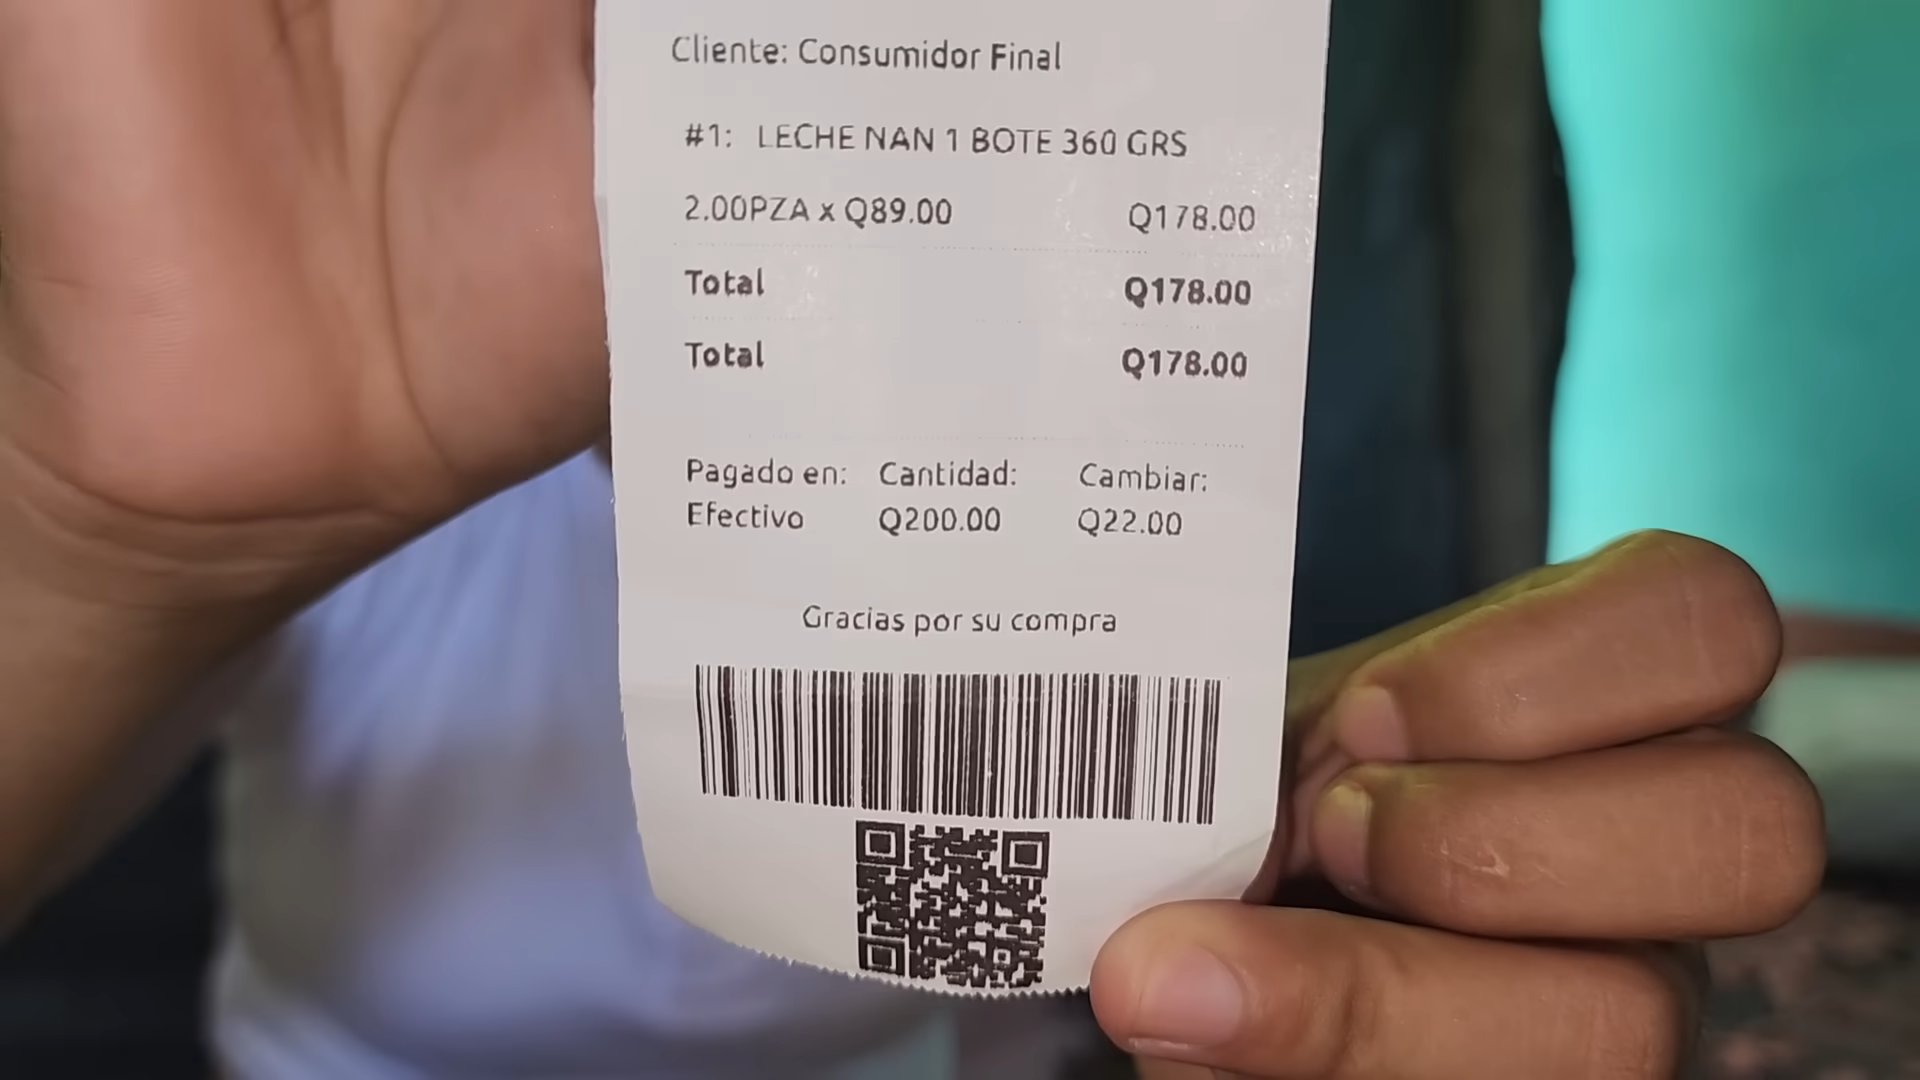 Cliente: Consumidor Final
#1: LECHE NAN 1 BOTE 360 GRS
2.00PZA x Q89.00 Q178.00
Total Q178.00
Total Q178.00
Pagado en: Cantidad: Cambiar:
Efectivo Q200.00 Q22.00
Gracias por su compra